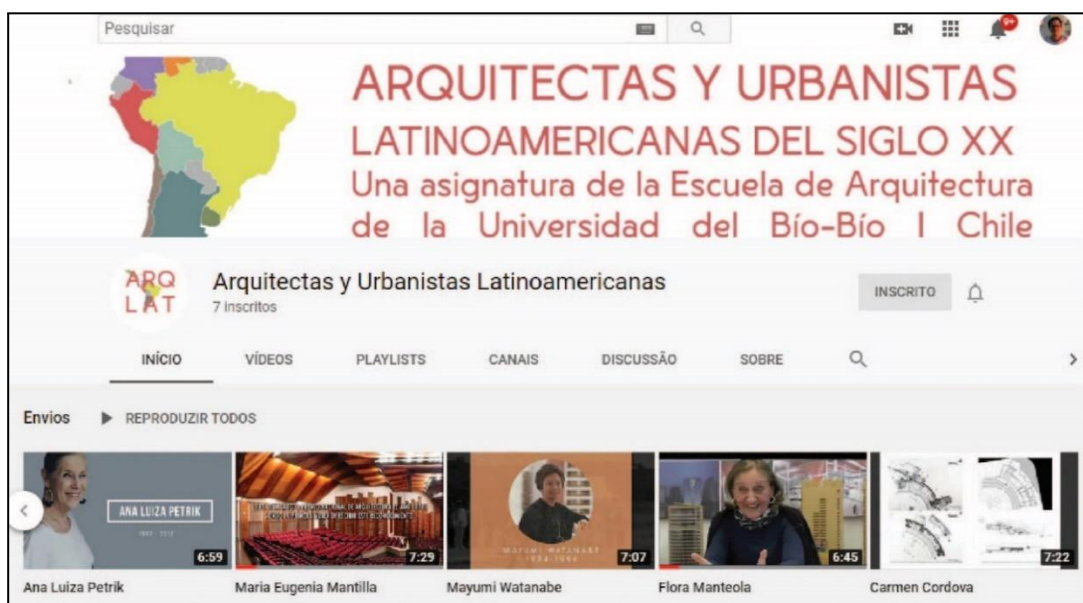 Pesquisar
9+
ARQUITECTAS Y URBANISTAS
LATINOAMERICANAS DEL SIGLO XX
Una asignatura de la Escuela de Arquitectura
de la Universidad del Bío-Bío | Chile
ARQ
LAT
Arquitectas y Urbanistas Latinoamericanas
7 inscritos
INSCRITO
INÍCIO VÍDEOS PLAYLISTS CANAIS DISCUSSÃO SOBRE
Envios REPRODUZIR TODOS
ANA LUIZA PETRIK
6:59
7:29
MAYUMI WATANABE
7:07
6:45
7:22
Ana Luiza Petrik Maria Eugenia Mantilla Mayumi Watanabe Flora Manteola Carmen Cordova